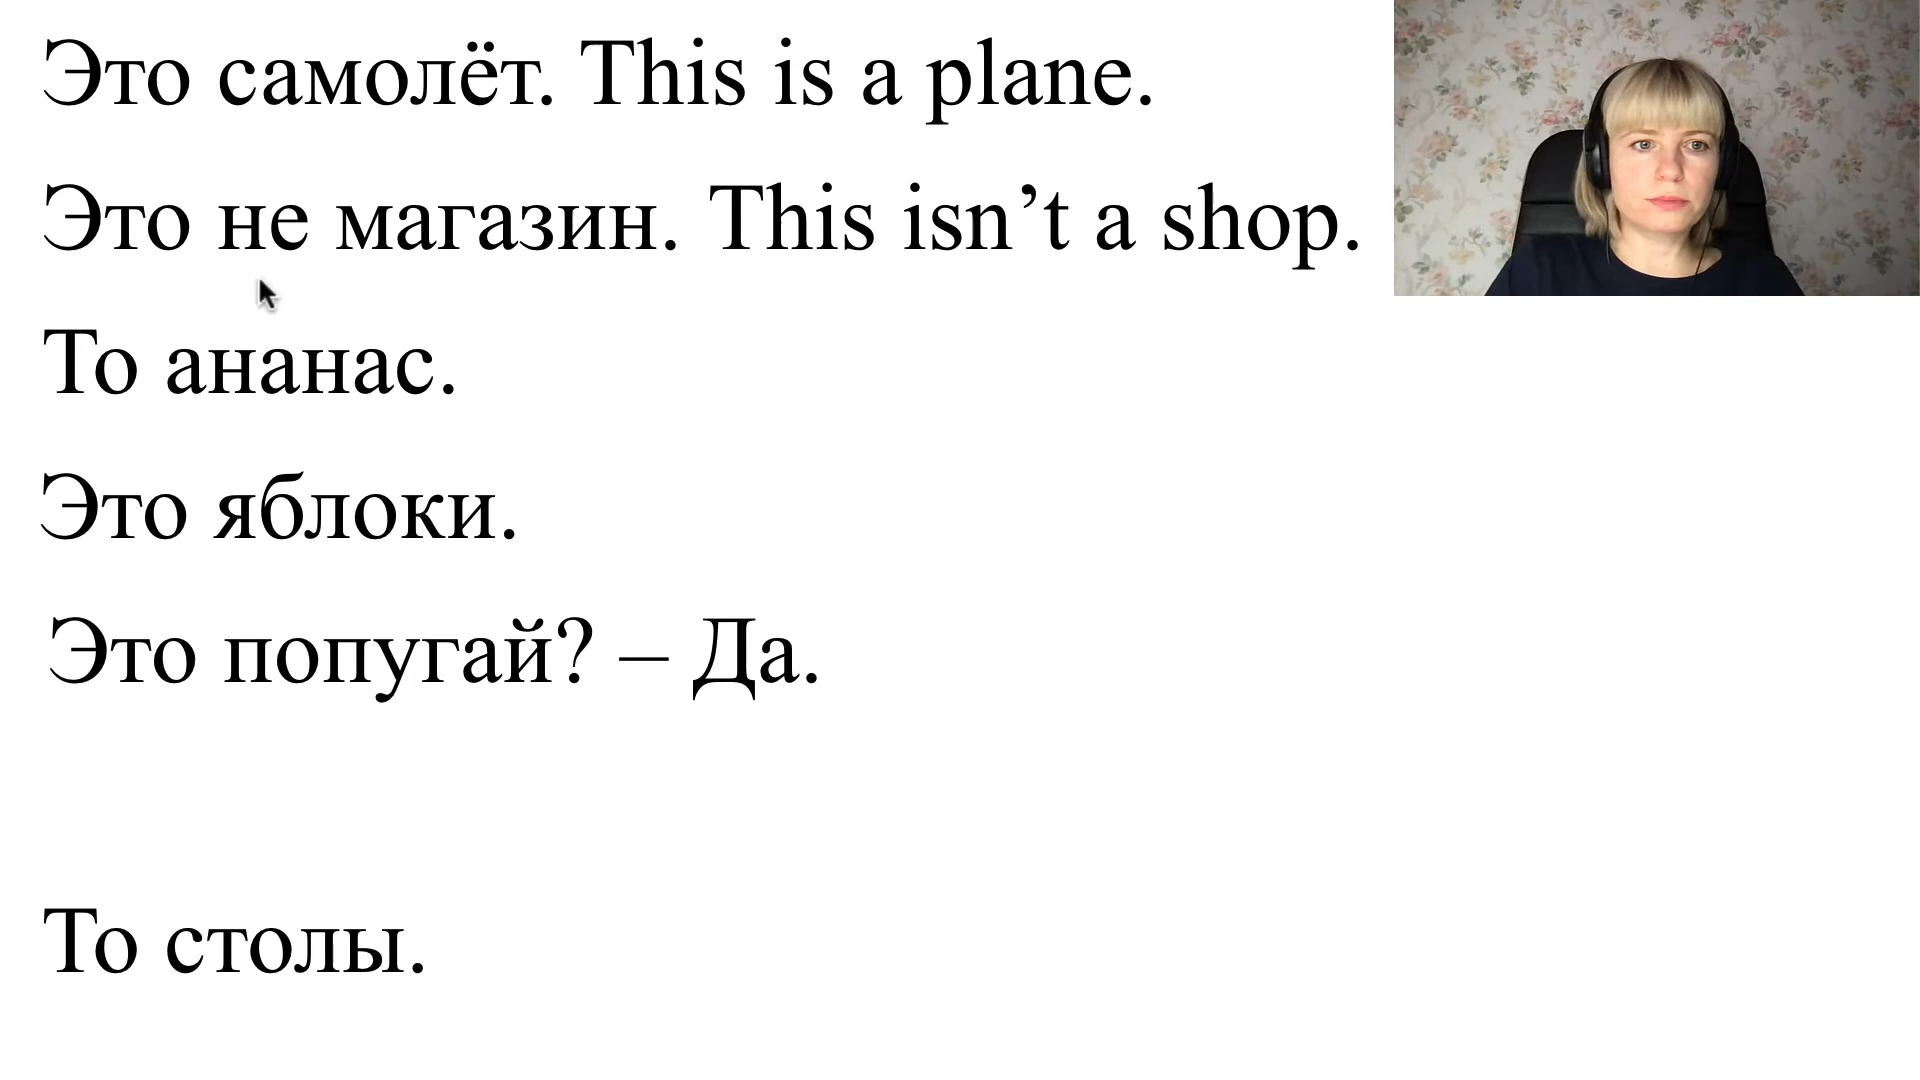 Это самолёт. This is a plane.
Это не магазин. This isn’t a shop.
То ананас.
Это яблоки.
Это попугай? – Да.
То столы.